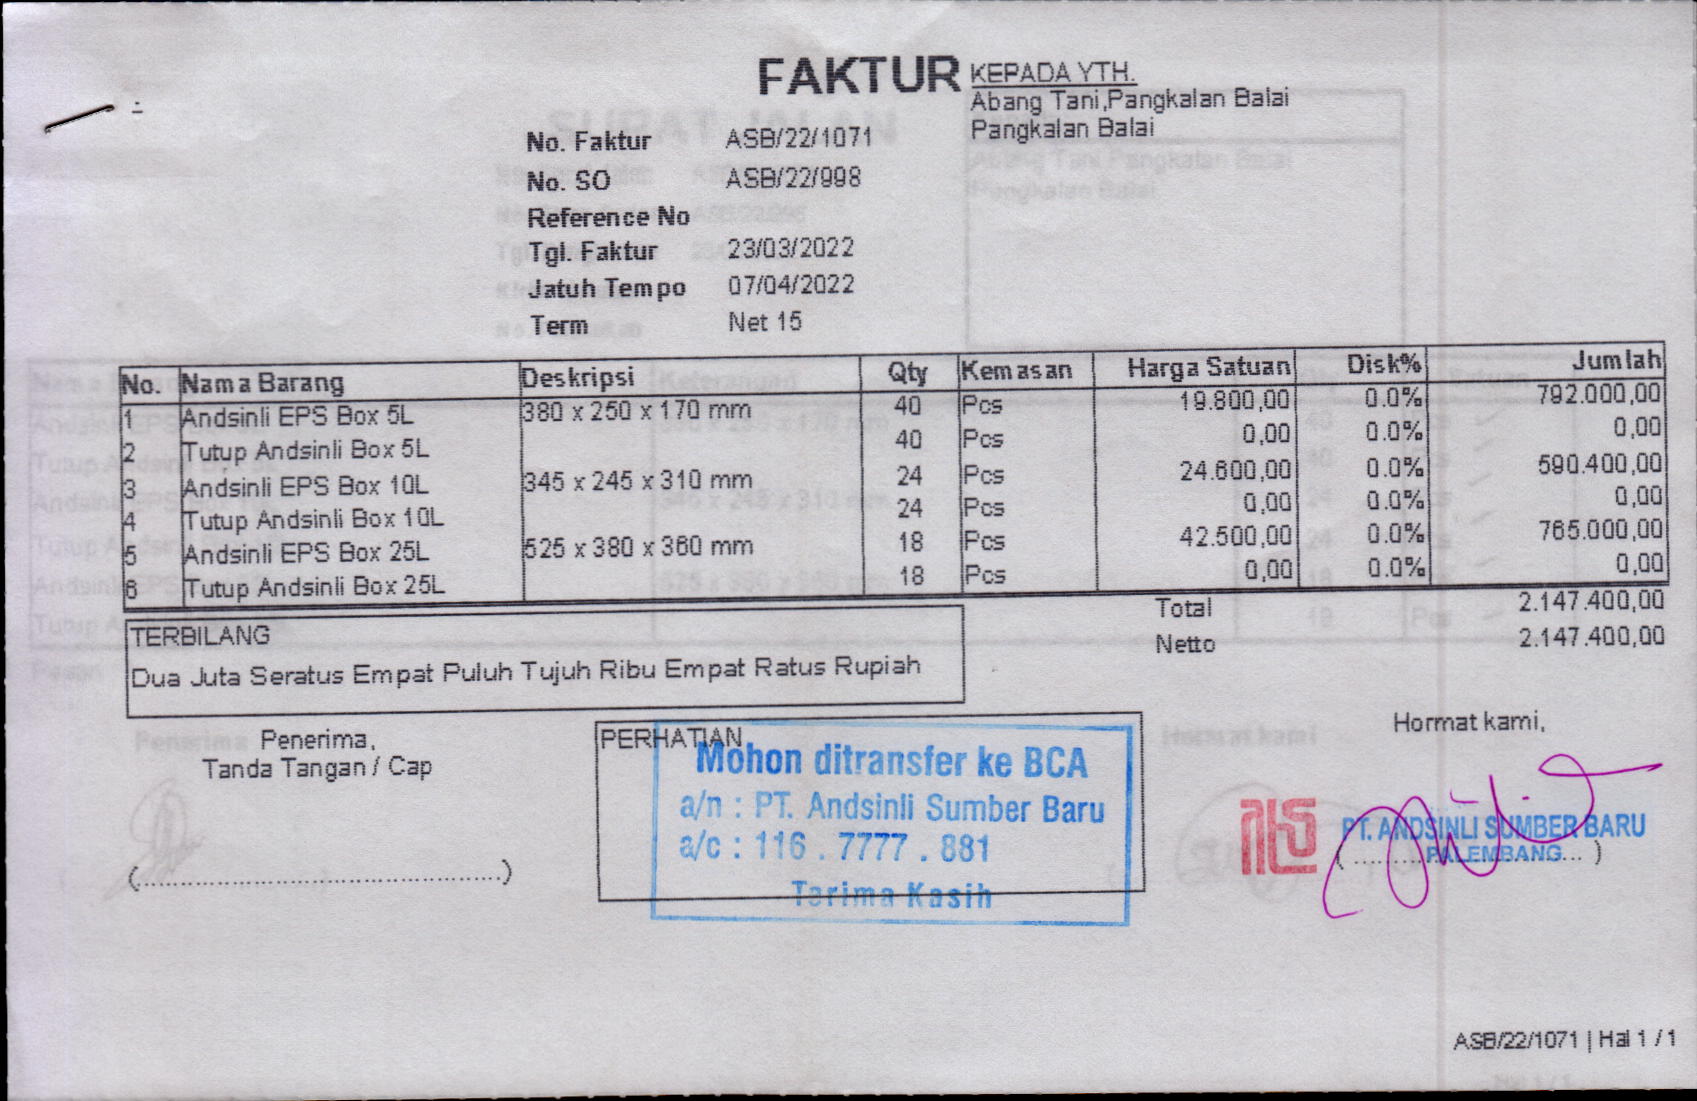 FAKTUR
KEPADA YTH.
Abang Tani,Pangkalan Balai
Pangkalan Balai
No. Faktur ASB/22/1071
No. SO ASB/22/998
Reference No
Tgl. Faktur 23/03/2022
Jatuh Tempo 07/04/2022
Term Net 15
No. Nama Barang Deskripsi Qty Kemasan Harga Satuan Disk% Jumlah
1 Andsinli EPS Box 5L 380 x 250 x 170 mm 40 Pcs 19.800,00 0.0% 792.000,00
2 Tutup Andsinli Box 5L 40 Pcs 0,00 0.0% 0,00
3 Andsinli EPS Box 10L 345 x 245 x 310 mm 24 Pcs 24.600,00 0.0% 590.400,00
4 Tutup Andsinli Box 10L 24 Pcs 0,00 0.0% 0,00
5 Andsinli EPS Box 25L 525 x 380 x 360 mm 18 Pcs 42.500,00 0.0% 765.000,00
6 Tutup Andsinli Box 25L 18 Pcs 0,00 0.0% 0,00
Total 2.147.400,00
Netto 2.147.400,00
TERBILANG
Dua Juta Seratus Empat Puluh Tujuh Ribu Empat Ratus Rupiah
Penerima,
Tanda Tangan / Cap
(....................................................)
PERHATIAN
Mohon ditransfer ke BCA
a/n : PT. Andsinli Sumber Baru
a/c : 116 . 7777 . 881
Terima Kasih
Hormat kami,
PT. ANDSINLI SUMBER BARU
PALEMBANG
ASB/22/1071 | Hal 1 / 1